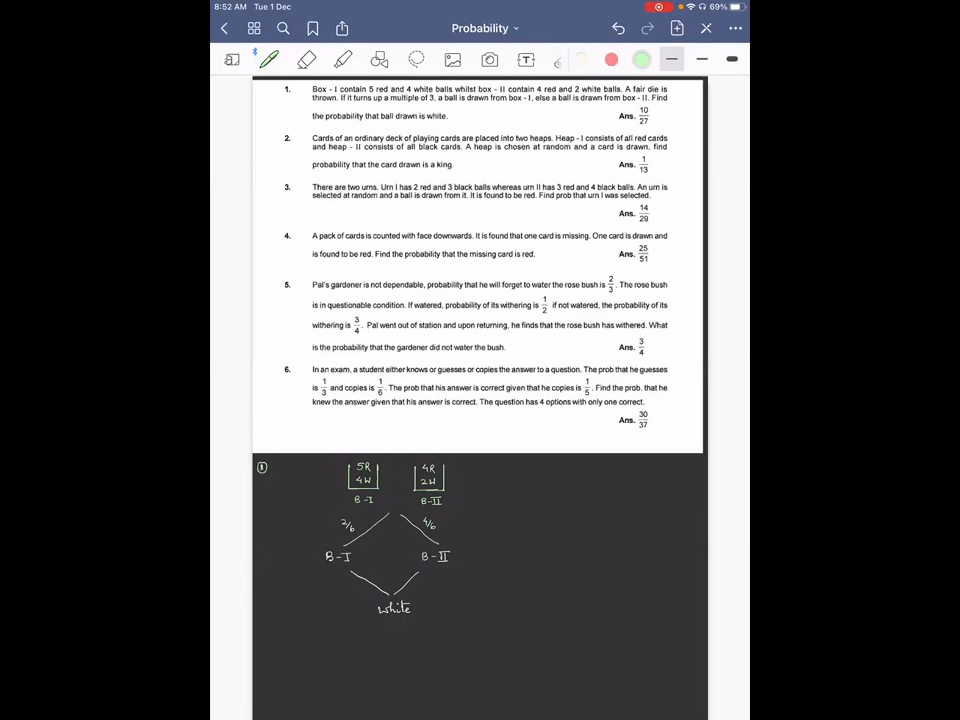 8:52 AM Tue 1 Dec 69%
Probability
1. Box - I contain 5 red and 4 white balls whilst box - II contain 4 red and 2 white balls. A fair die is
thrown. If it turns up a multiple of 3, a ball is drawn from box - I, else a ball is drawn from box - II. Find
the probability that ball drawn is white. Ans. 10/27
2. Cards of an ordinary deck of playing cards are placed into two heaps. Heap - I consists of all red cards
and heap - II consists of all black cards. A heap is chosen at random and a card is drawn, find
probability that the card drawn is a king. Ans. 1/13
3. There are two urns. Urn I has 2 red and 3 black balls whereas urn II has 3 red and 4 black balls. An urn is
selected at random and a ball is drawn from it. It is found to be red. Find prob that urn I was selected.
Ans. 14/29
4. A pack of cards is counted with face downwards. It is found that one card is missing. One card is drawn and
is found to be red. Find the probability that the missing card is red. Ans. 25/51
5. Pal's gardener is not dependable, probability that he will forget to water the rose bush is 2/3. The rose bush
is in questionable condition. If watered, probability of its withering is 1/2 if not watered, the probability of its
withering is 3/4. Pal went out of station and upon returning, he finds that the rose bush has withered. What
is the probability that the gardener did not water the bush. Ans. 3/4
6. In an exam, a student either knows or guesses or copies the answer to a question. The prob that he guesses
is 1/3 and copies is 1/6. The prob that his answer is correct given that he copies is 1/5. Find the prob. that he
knew the answer given that his answer is correct. The question has 4 options with only one correct.
Ans. 30/37
① 5R 4R
4W 2W
B-I B-II
2/6 4/6
B-I B-II
white